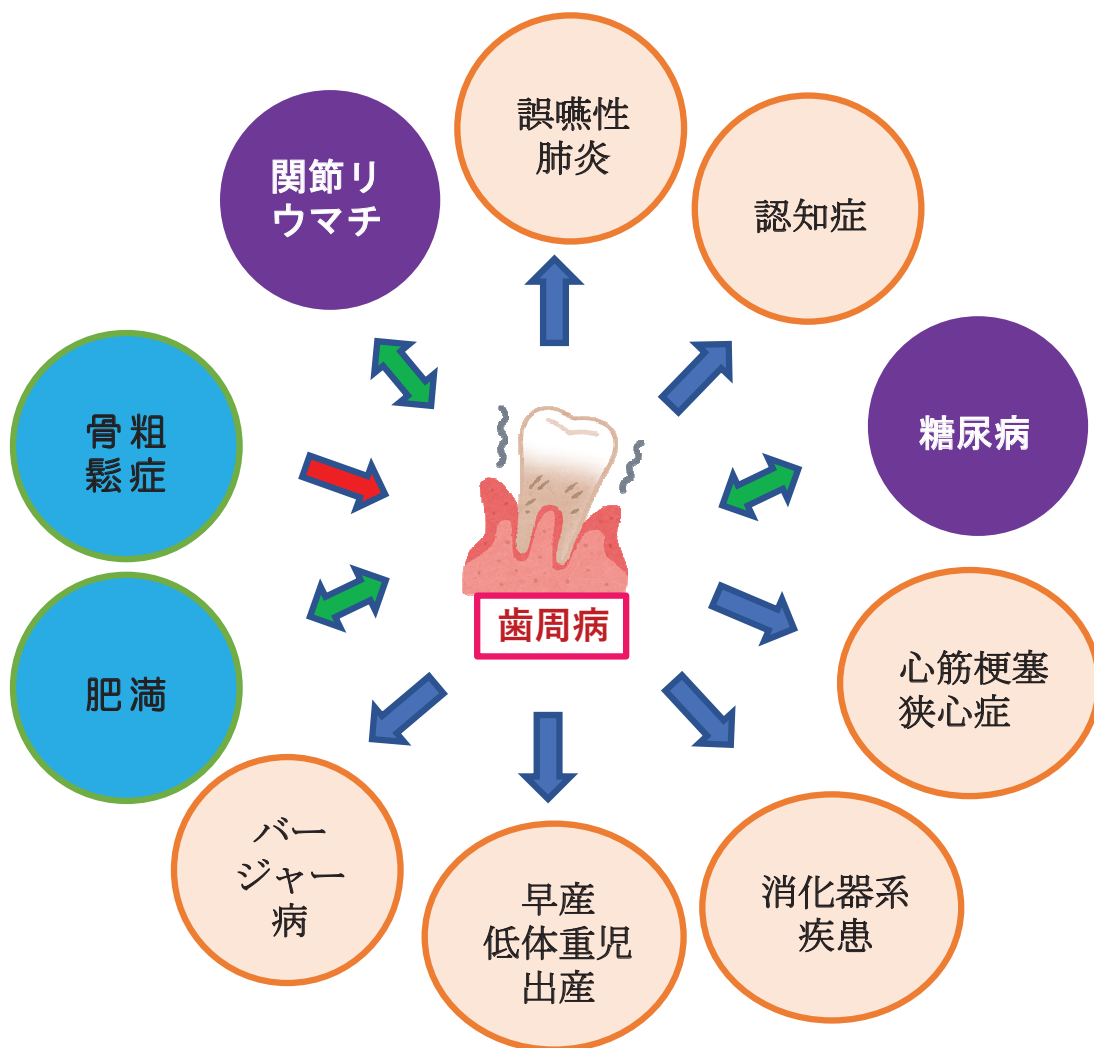 誤嚥性
肺炎
関節リ
ウマチ
認知症
糖尿病
骨粗
鬆症
歯周病
心筋梗塞
狭心症
肥満
バー
ジャー
病
早産
低体重児
出産
消化器系
疾患